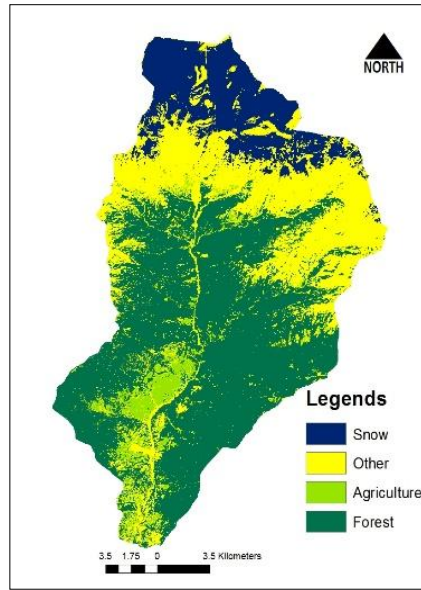 NORTH
Legends
Snow
Other
Agriculture
Forest
3.5 1.75 0 3.5 Kilometers